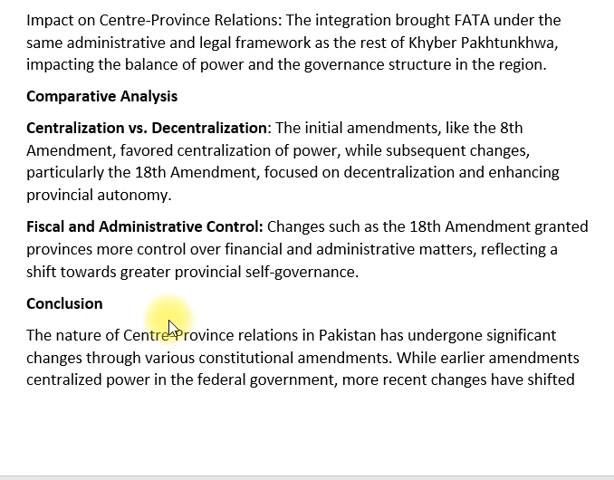 Impact on Centre-Province Relations: The integration brought FATA under the
same administrative and legal framework as the rest of Khyber Pakhtunkhwa,
impacting the balance of power and the governance structure in the region.
Comparative Analysis
Centralization vs. Decentralization: The initial amendments, like the 8th
Amendment, favored centralization of power, while subsequent changes,
particularly the 18th Amendment, focused on decentralization and enhancing
provincial autonomy.
Fiscal and Administrative Control: Changes such as the 18th Amendment granted
provinces more control over financial and administrative matters, reflecting a
shift towards greater provincial self-governance.
Conclusion
The nature of Centre-Province relations in Pakistan has undergone significant
changes through various constitutional amendments. While earlier amendments
centralized power in the federal government, more recent changes have shifted